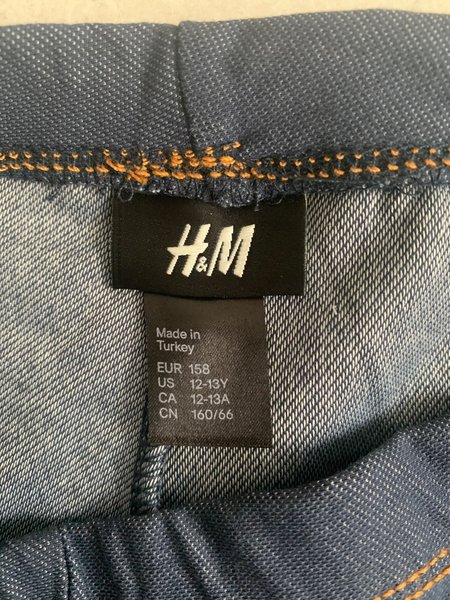 H&M
Made in
Turkey
EUR 158
US 12-13Y
CA 12-13A
CN 160/66